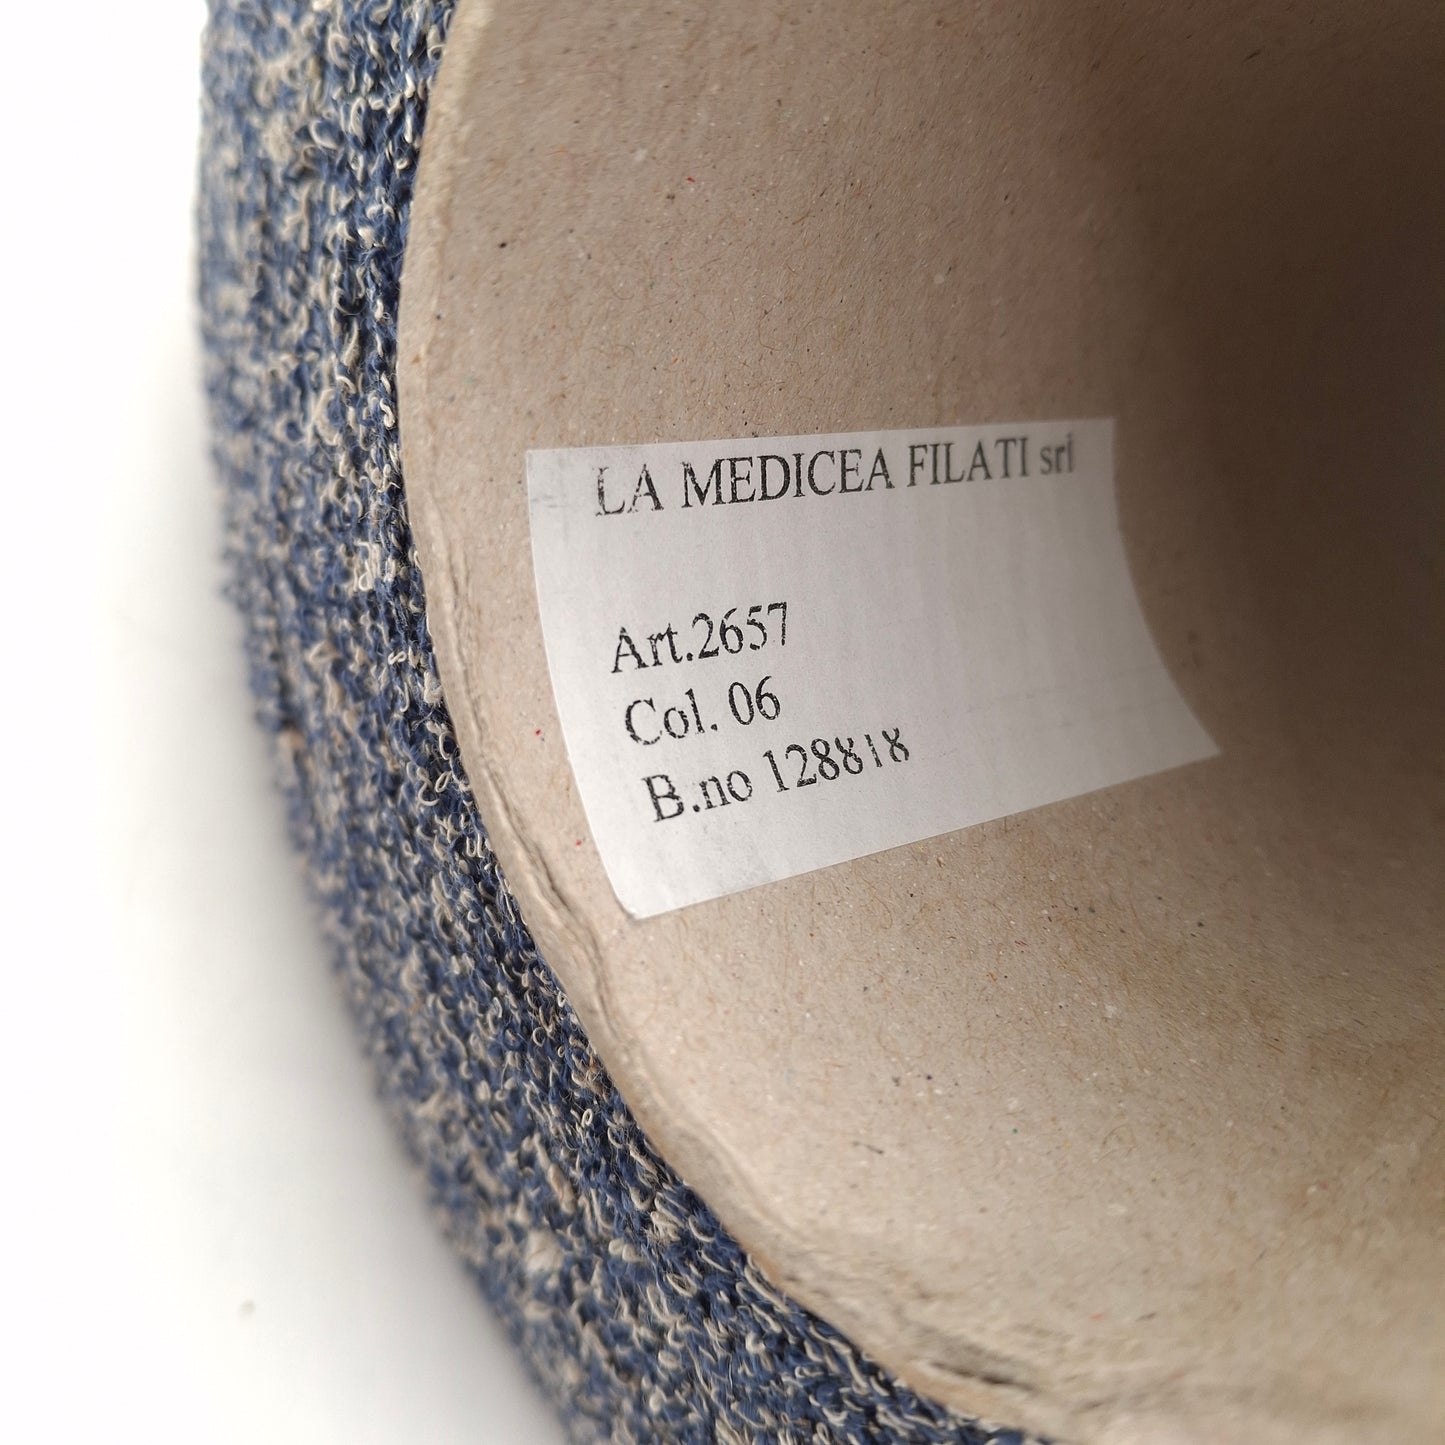 LA MEDICEA FILATI srl
Art.2657
Col. 06
B.no 128818